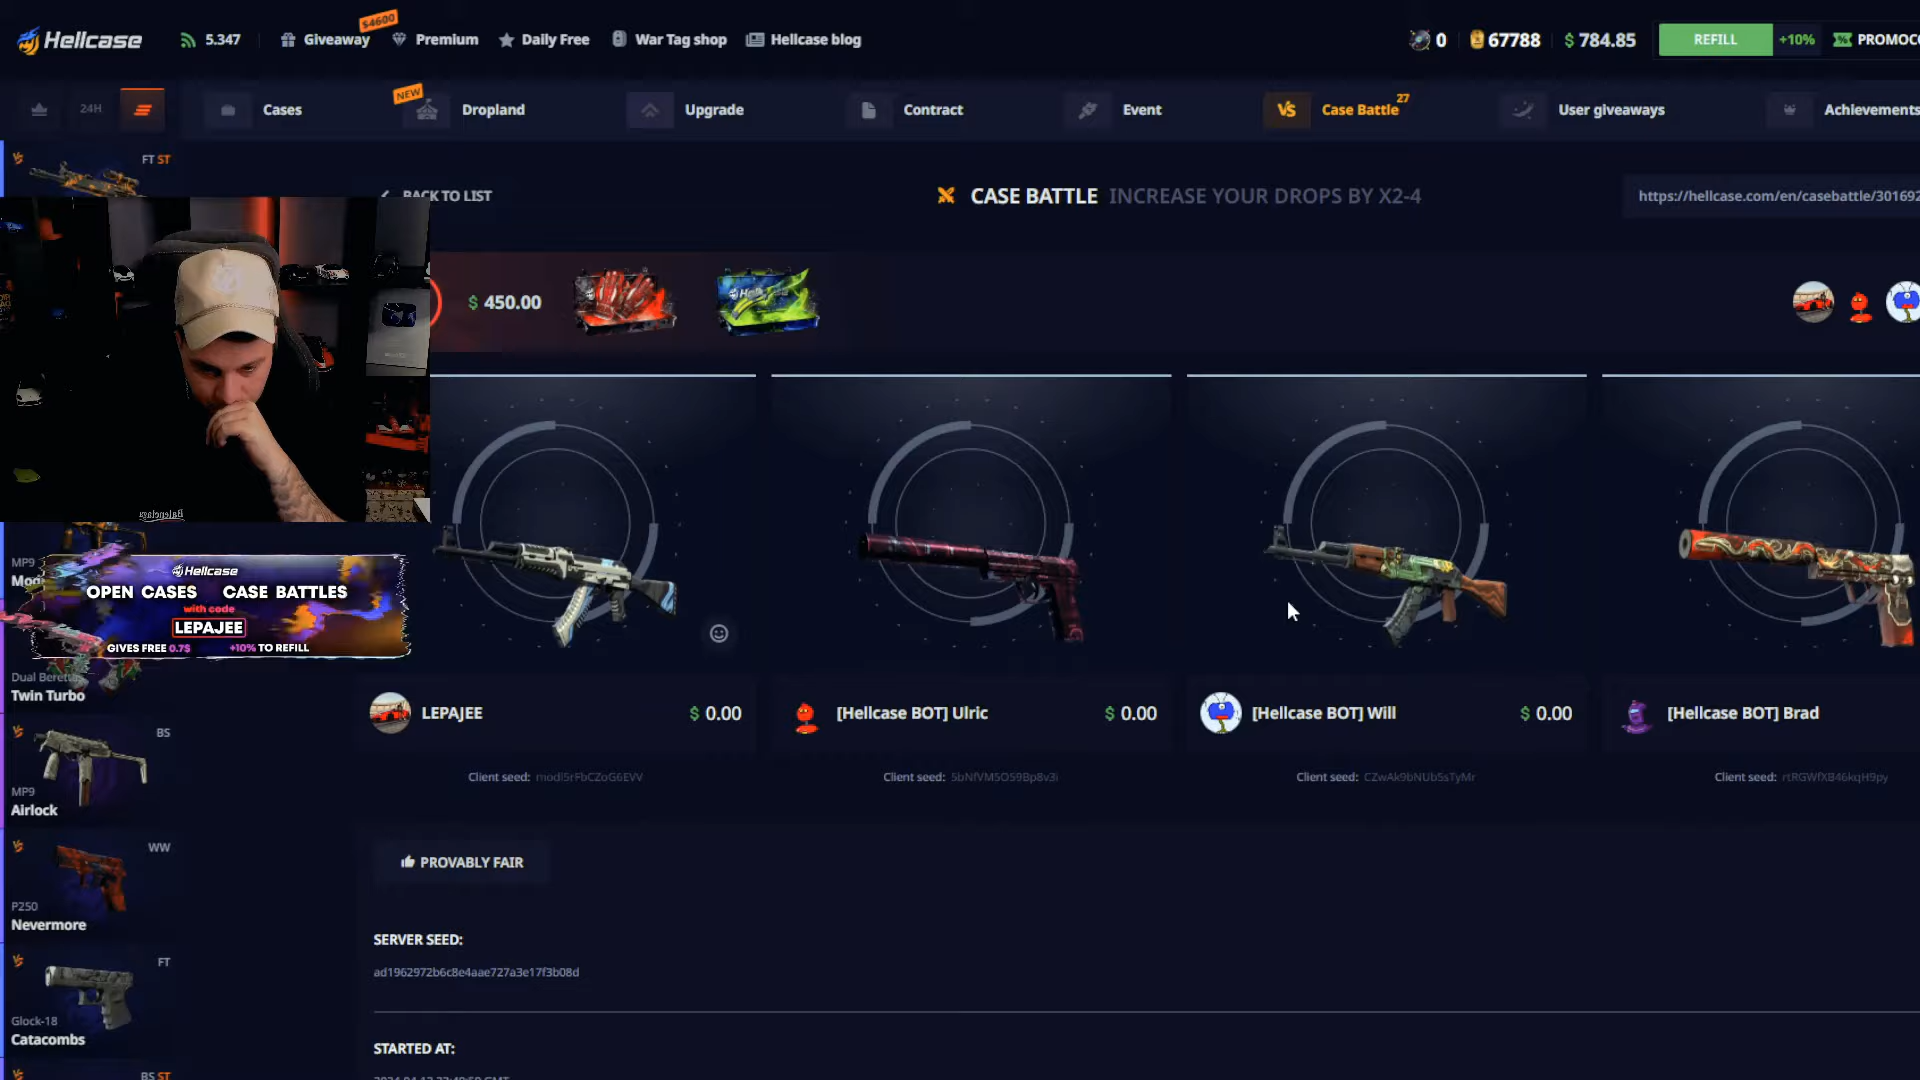 Hellcase
5.347
Giveaway
$4600
Premium
Daily Free
War Tag shop
Hellcase blog
0
67788
$ 784.85
REFILL
+10%
PROMOCO
24H
Cases
NEW
Dropland
Upgrade
Contract
Event
VS
Case Battle
27
User giveaways
Achievements
FT ST
BACK TO LIST
CASE BATTLE INCREASE YOUR DROPS BY X2-4
https://hellcase.com/en/casebattle/301692
$ 450.00
Hellcase
OPEN CASES CASE BATTLES
with code
LEPAJEE
GIVES FREE 0.7$ +10% TO REFILL
MP9
Dual Berettas
Twin Turbo
BS
MP9
Airlock
WW
P250
Nevermore
FT
Glock-18
Catacombs
BS ST
LEPAJEE
$ 0.00
[Hellcase BOT] Ulric
$ 0.00
[Hellcase BOT] Will
$ 0.00
[Hellcase BOT] Brad
Client seed: modI5rFbCZoG6EVV
Client seed: 5bNfVM5O59Bp8v3i
Client seed: CZwAk9bNUb5sTyMr
Client seed: rtRGWfXB46kqH9py
PROVABLY FAIR
SERVER SEED:
ad1962972b6c8e4aae727a3e17f3b08d
STARTED AT: